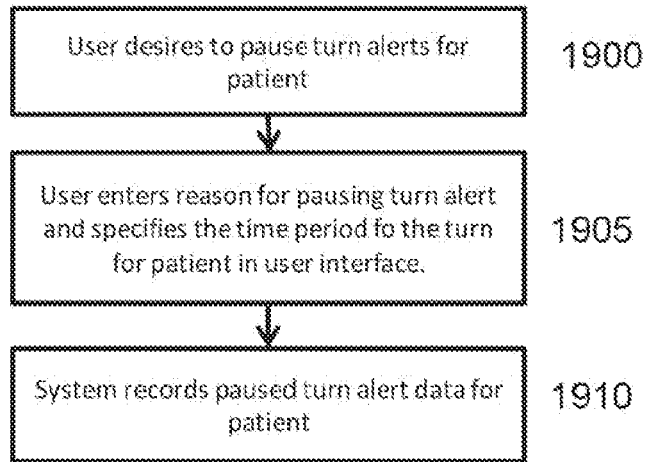 User desires to pause turn alerts for
patient
1900
User enters reason for pausing turn alert
and specifies the time period fo the turn
for patient in user interface.
1905
System records paused turn alert data for
patient
1910